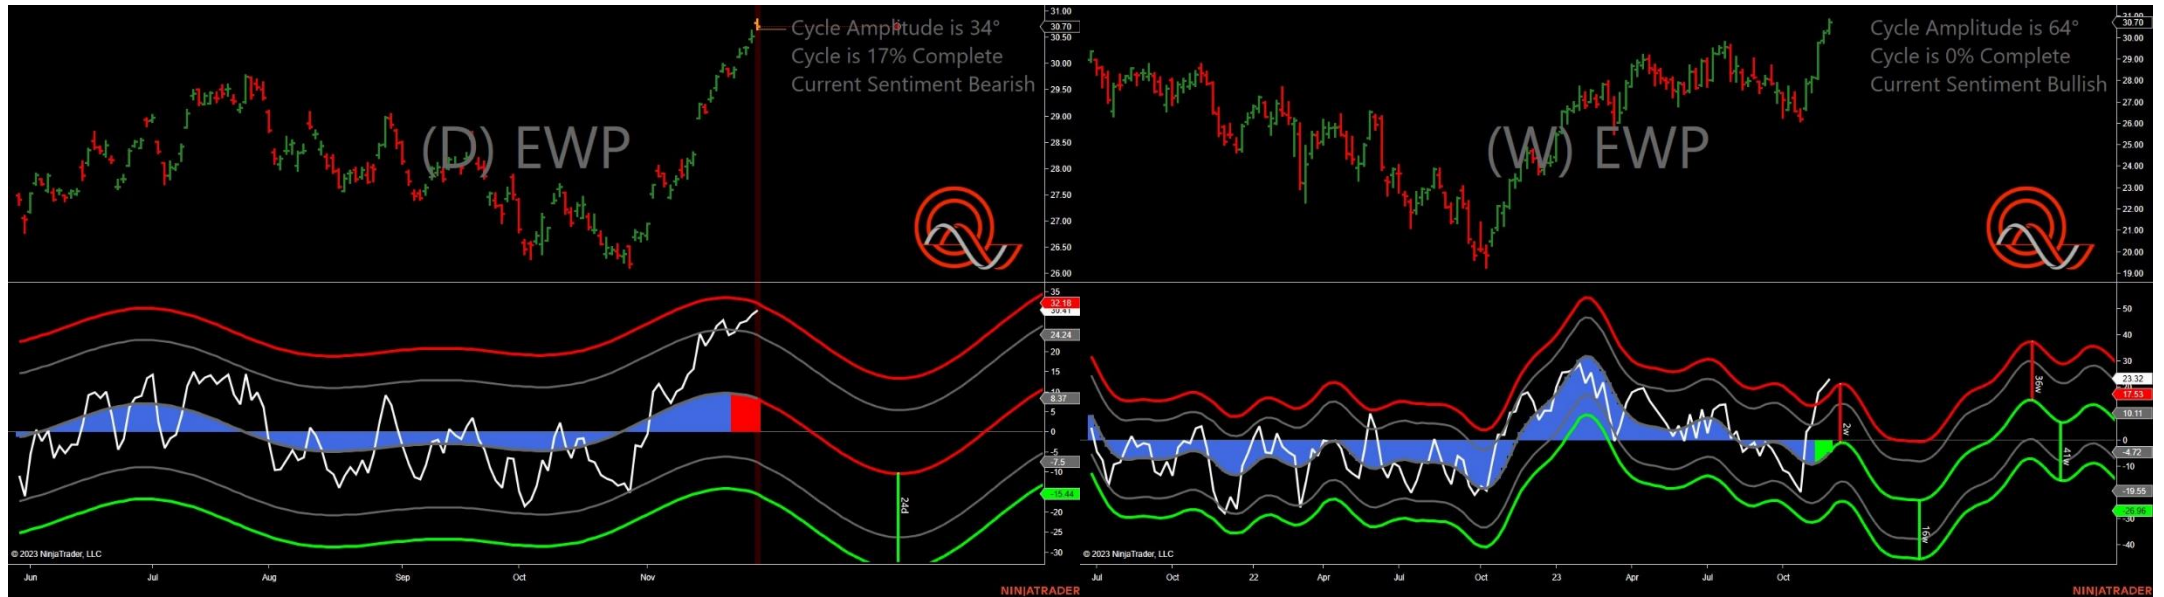 Cycle Amplitude is 34°
Cycle is 17% Complete
Current Sentiment Bearish
(D) EWP
31.00
30.70
30.50
30.00
29.50
29.00
28.50
28.00
27.50
27.00
26.50
26.00
35
32.18
30.41
24.24
20
15
10
8.37
5
0
-5
-7.5
-10
-15.44
-20
-25
-30
24d
© 2023 NinjaTrader, LLC
Jun Jul Aug Sep Oct Nov
NINJATRADER
Cycle Amplitude is 64°
Cycle is 0% Complete
Current Sentiment Bullish
(W) EWP
31.00
30.70
30.00
29.00
28.00
27.00
26.00
25.00
24.00
23.00
22.00
21.00
20.00
19.00
50
40
30
23.32
17.53
10.11
0
-4.72
-10
-19.55
-26.96
-30
-40
2w
16w
36w
41w
© 2023 NinjaTrader, LLC
Jul Oct 22 Apr Jul Oct 23 Apr Jul Oct
NINJATRADER